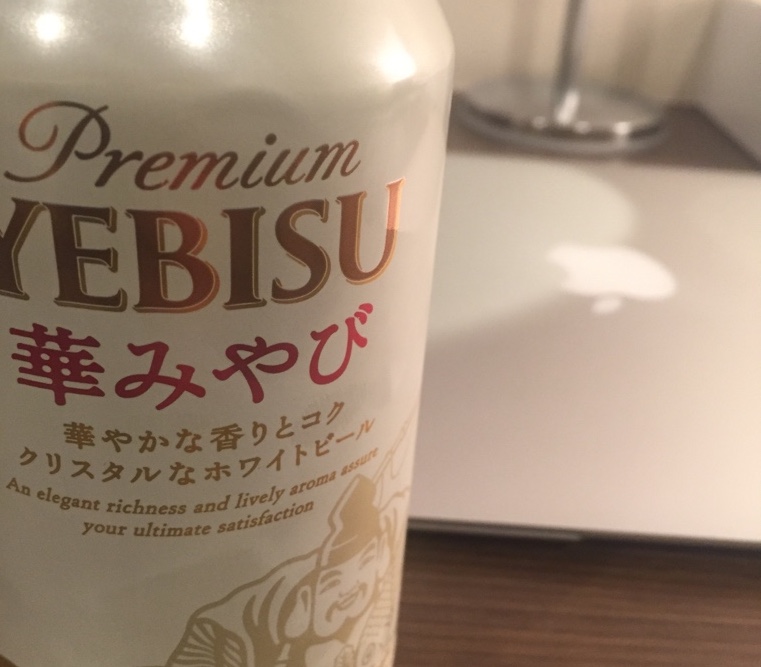 Premium
YEBISU
華みやび
華やかな香りとコク
クリスタルなホワイトビール
An elegant richness and lively aroma assure
your ultimate satisfaction